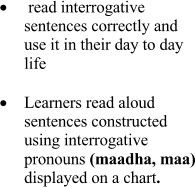 • read interrogative
sentences correctly and
use it in their day to day
life
• Learners read aloud
sentences constructed
using interrogative
pronouns (maadha, maa)
displayed on a chart.